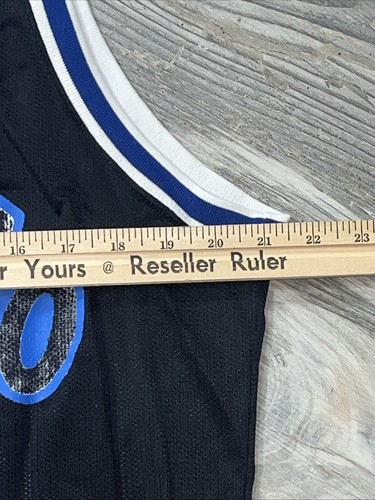 16 17 18 19 20 21 22 23
r Yours @ Reseller Ruler